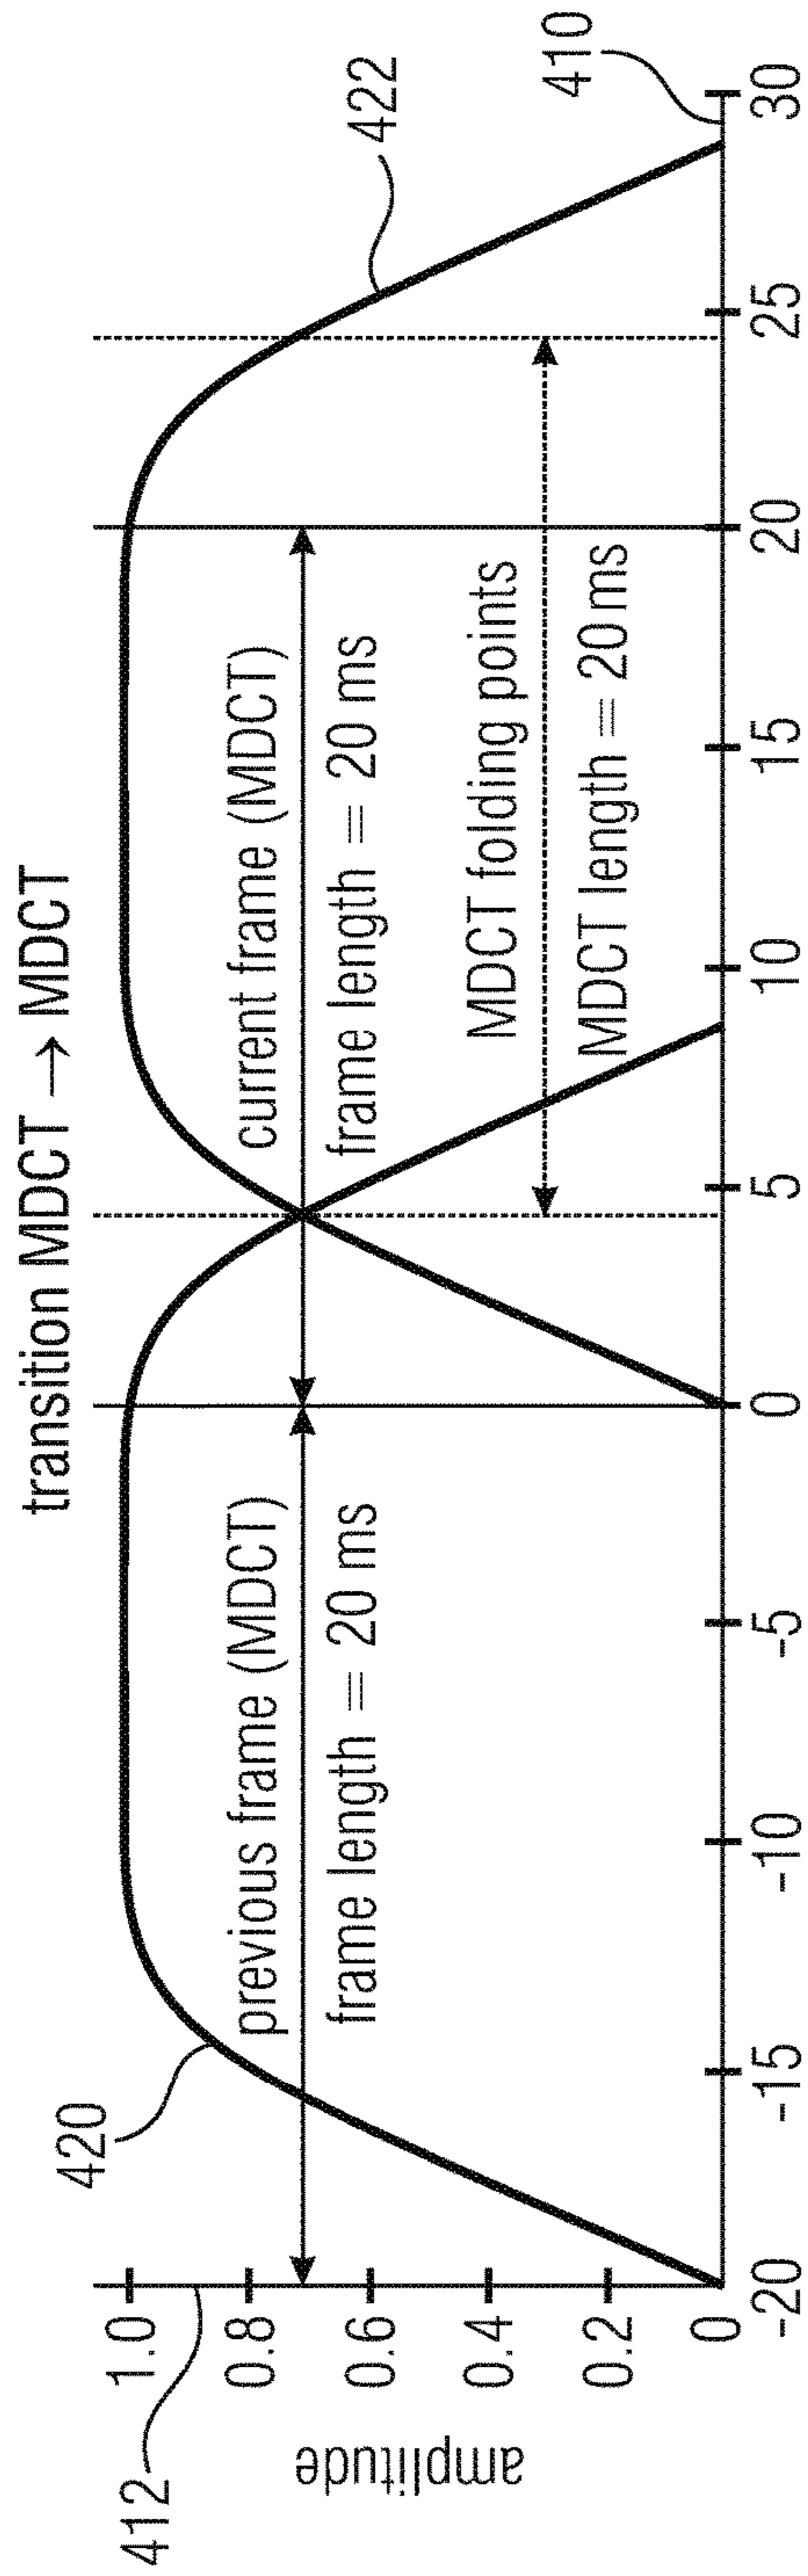 transition MDCT → MDCT
412
420
422
410
amplitude
1.0
0.8
0.6
0.4
0.2
0
previous frame (MDCT)
frame length = 20 ms
current frame (MDCT)
frame length = 20 ms
MDCT folding points
MDCT length = 20 ms
-20
-15
-10
-5
0
5
10
15
20
25
30